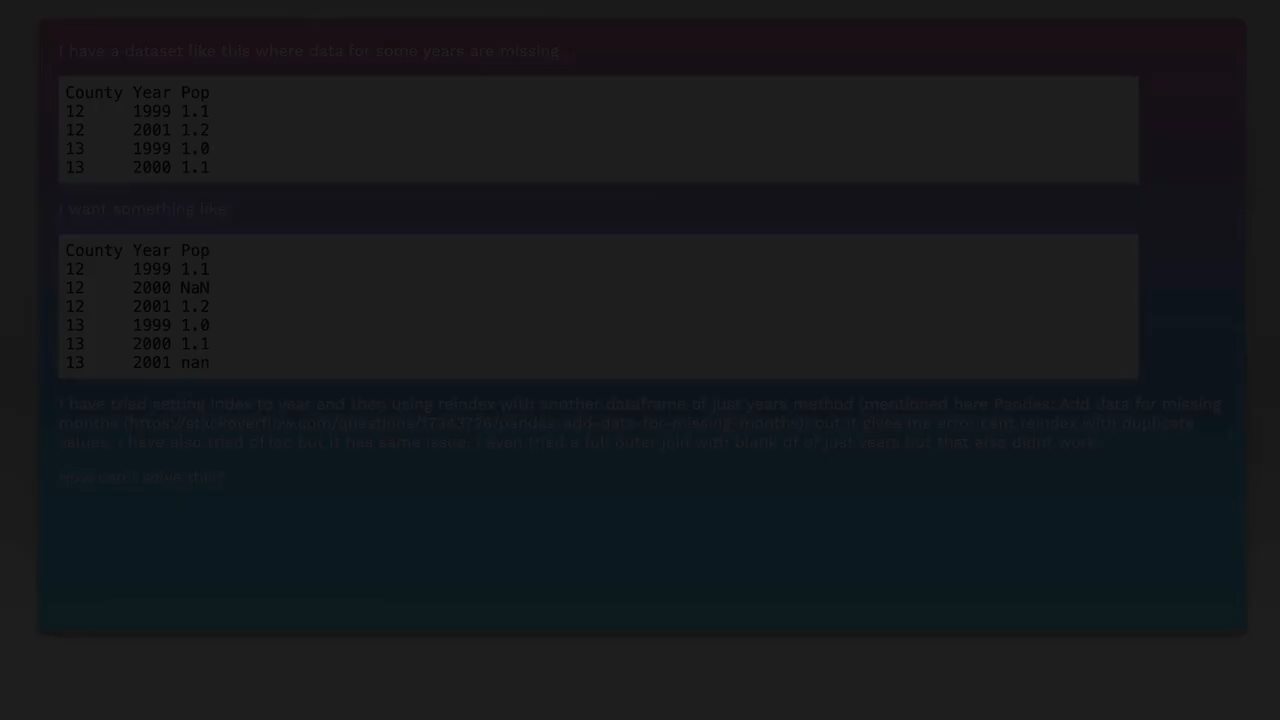 I have a dataset like this where data for some years are missing
County Year Pop
12     1999 1.1
12     2001 1.2
13     1999 1.0
13     2000 1.1
I want something like
County Year Pop
12     1999 1.1
12     2000 NaN
12     2001 1.2
13     1999 1.0
13     2000 1.1
13     2001 nan
I have tried setting index to year and then using reindex with another dataframe of just years method (mentioned here Pandas: Add data for missing
months (https://stackoverflow.com/questions/17343726/pandas-add-data-for-missing-months)) but it gives me error cant reindex with duplicate
values. I have also tried df.loc but it has same issue. I even tried a full outer join with blank df of just years but that also didnt work.
How can I solve this?